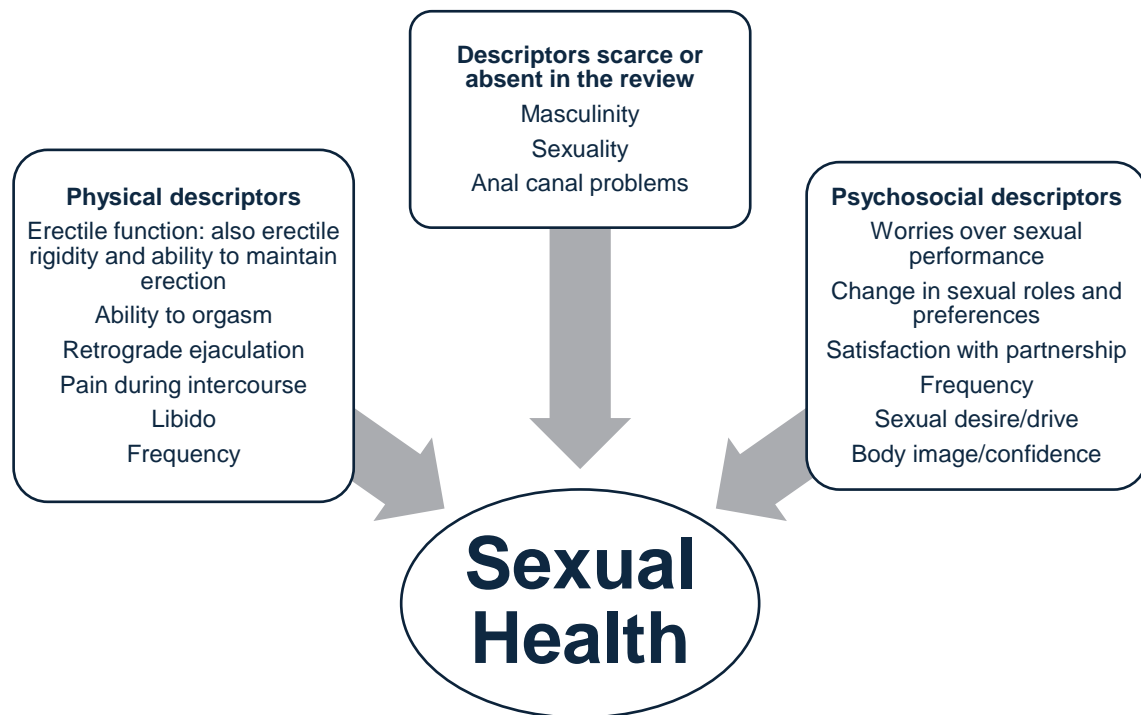 Descriptors scarce or
absent in the review
Masculinity
Sexuality
Anal canal problems
Physical descriptors
Erectile function: also erectile
rigidity and ability to maintain
erection
Ability to orgasm
Retrograde ejaculation
Pain during intercourse
Libido
Frequency
Psychosocial descriptors
Worries over sexual
performance
Change in sexual roles and
preferences
Satisfaction with partnership
Frequency
Sexual desire/drive
Body image/confidence
Sexual
Health